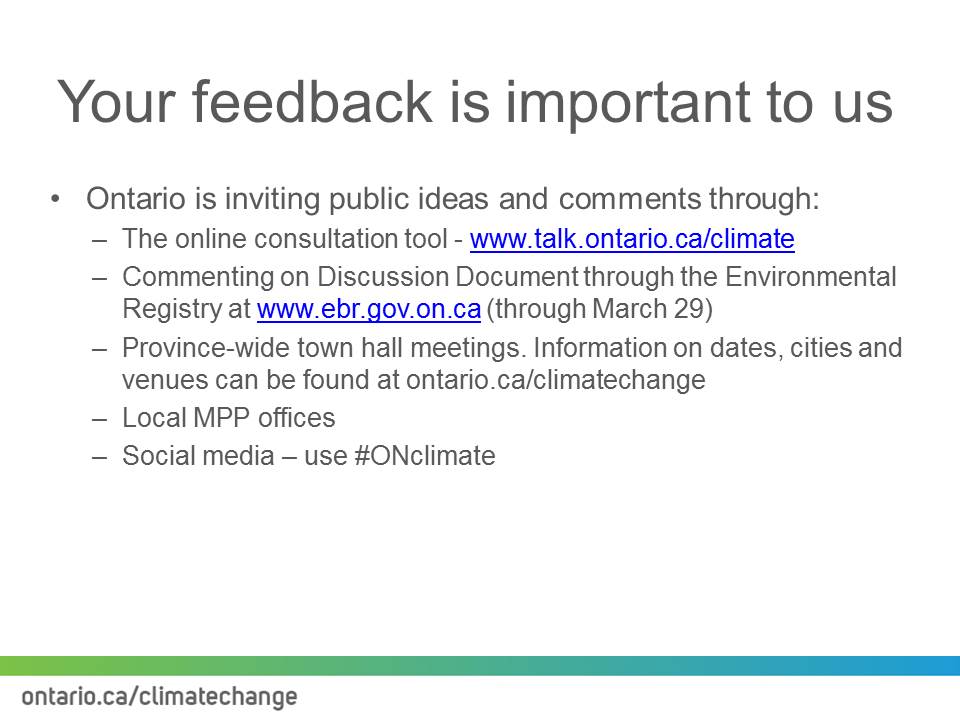 Your feedback is important to us
• Ontario is inviting public ideas and comments through:
– The online consultation tool - www.talk.ontario.ca/climate
– Commenting on Discussion Document through the Environmental
Registry at www.ebr.gov.on.ca (through March 29)
– Province-wide town hall meetings. Information on dates, cities and
venues can be found at ontario.ca/climatechange
– Local MPP offices
– Social media – use #ONclimate
ontario.ca/climatechange